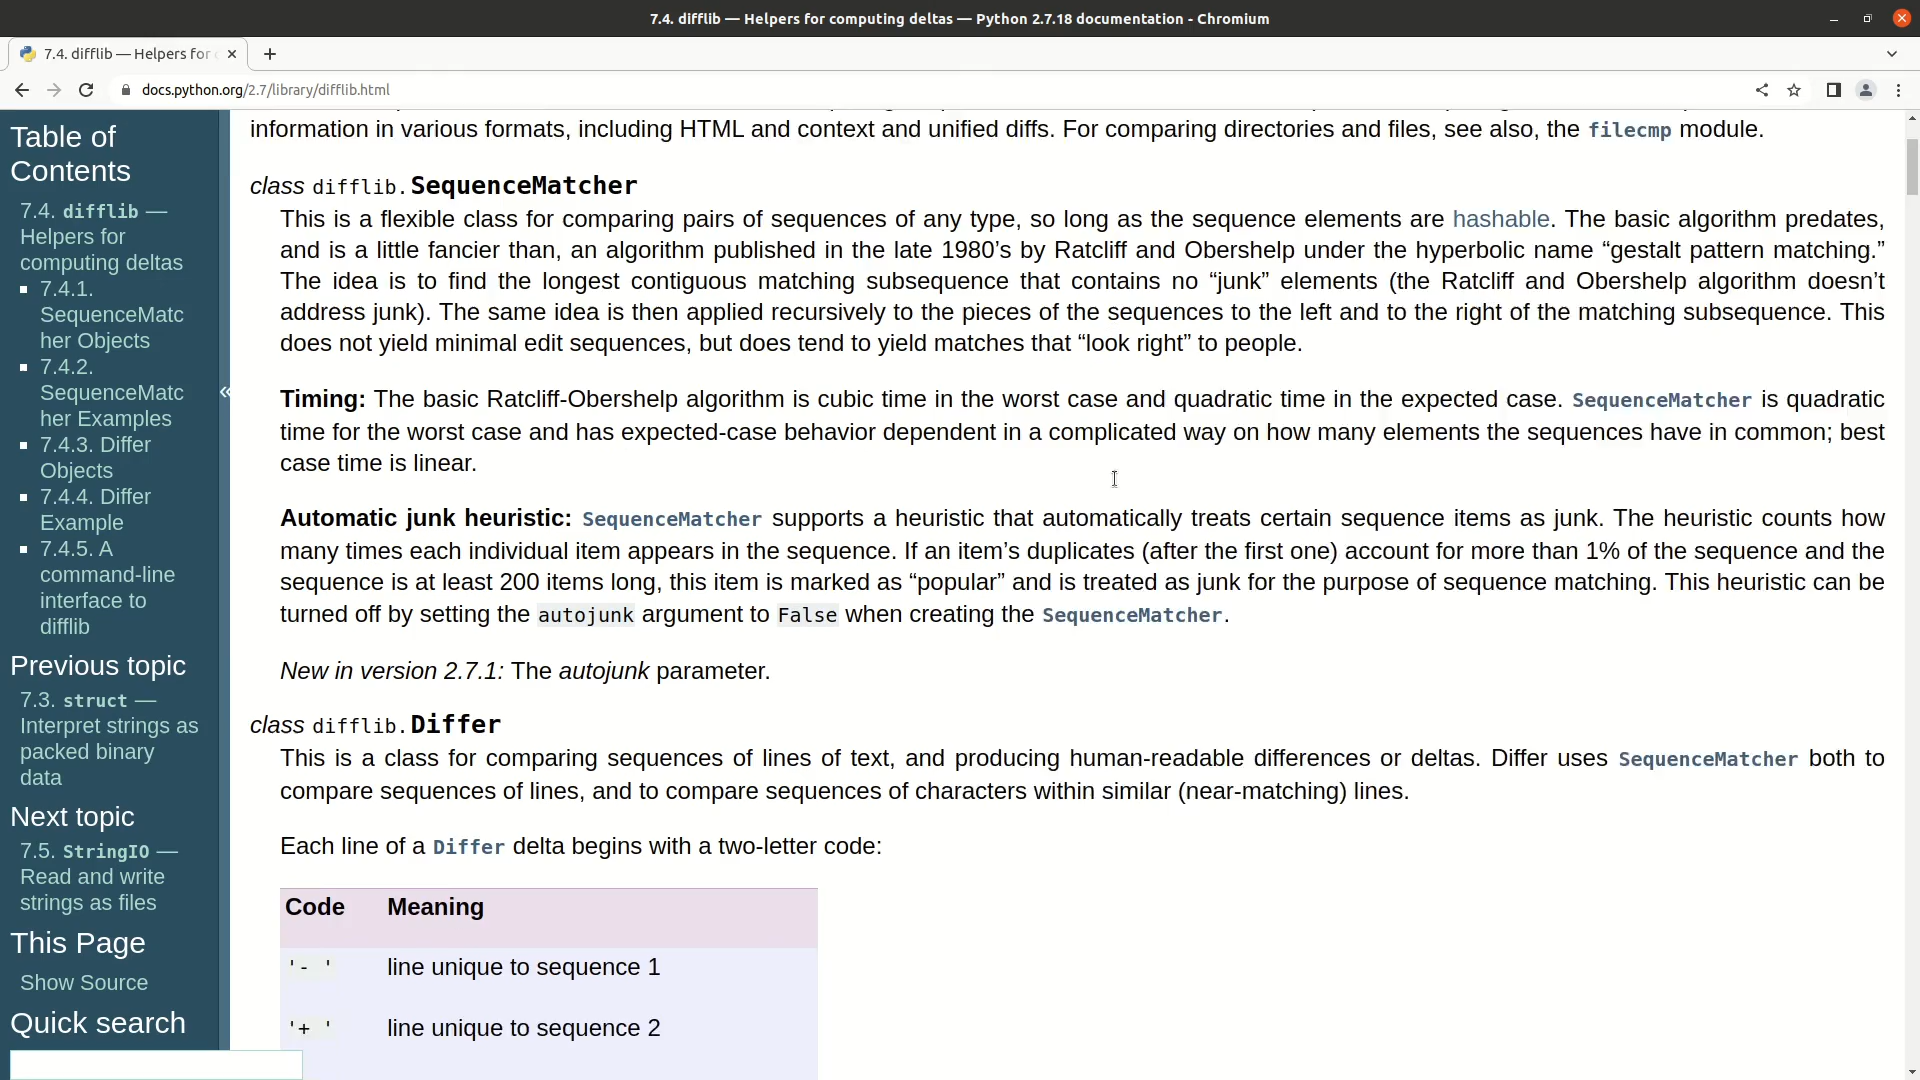 7.4. difflib — Helpers for computing deltas — Python 2.7.18 documentation - Chromium
7.4. difflib — Helpers for
docs.python.org/2.7/library/difflib.html
Table of
Contents
7.4. difflib —
Helpers for
computing deltas
7.4.1.
SequenceMatc
her Objects
7.4.2.
SequenceMatc
her Examples
7.4.3. Differ
Objects
7.4.4. Differ
Example
7.4.5. A
command-line
interface to
difflib
Previous topic
7.3. struct —
Interpret strings as
packed binary
data
Next topic
7.5. StringIO —
Read and write
strings as files
This Page
Show Source
Quick search
«
information in various formats, including HTML and context and unified diffs. For comparing directories and files, see also, the filecmp module.
class difflib.SequenceMatcher
This is a flexible class for comparing pairs of sequences of any type, so long as the sequence elements are hashable. The basic algorithm predates,
and is a little fancier than, an algorithm published in the late 1980’s by Ratcliff and Obershelp under the hyperbolic name “gestalt pattern matching.”
The idea is to find the longest contiguous matching subsequence that contains no “junk” elements (the Ratcliff and Obershelp algorithm doesn’t
address junk). The same idea is then applied recursively to the pieces of the sequences to the left and to the right of the matching subsequence. This
does not yield minimal edit sequences, but does tend to yield matches that “look right” to people.
Timing: The basic Ratcliff-Obershelp algorithm is cubic time in the worst case and quadratic time in the expected case. SequenceMatcher is quadratic
time for the worst case and has expected-case behavior dependent in a complicated way on how many elements the sequences have in common; best
case time is linear.
Automatic junk heuristic: SequenceMatcher supports a heuristic that automatically treats certain sequence items as junk. The heuristic counts how
many times each individual item appears in the sequence. If an item’s duplicates (after the first one) account for more than 1% of the sequence and the
sequence is at least 200 items long, this item is marked as “popular” and is treated as junk for the purpose of sequence matching. This heuristic can be
turned off by setting the autojunk argument to False when creating the SequenceMatcher.
New in version 2.7.1: The autojunk parameter.
class difflib.Differ
This is a class for comparing sequences of lines of text, and producing human-readable differences or deltas. Differ uses SequenceMatcher both to
compare sequences of lines, and to compare sequences of characters within similar (near-matching) lines.
Each line of a Differ delta begins with a two-letter code:
Code Meaning
'- ' line unique to sequence 1
'+ ' line unique to sequence 2